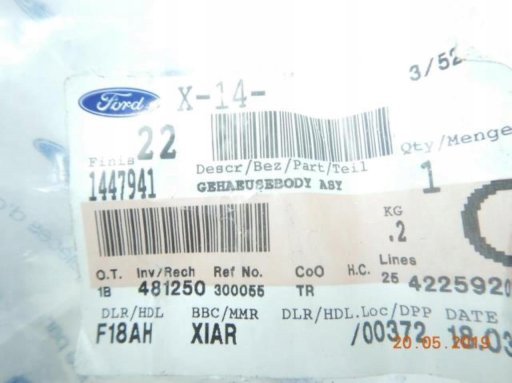 3/52
Ford X-14-
22
Finis
Descr/Bez/Part/Teil
Qty/Menge
1447941
GEHAEUSEBODY ASY
1
KG
.2
O.T. Inv/Rech Ref No. CoO H.C. Lines
1B 481250 300055 TR 25 4225920
DLR/HDL BBC/MMR DLR/HDL.Loc/DPP DATE
F18AH XIAR /00372 18.03
20.05.2019